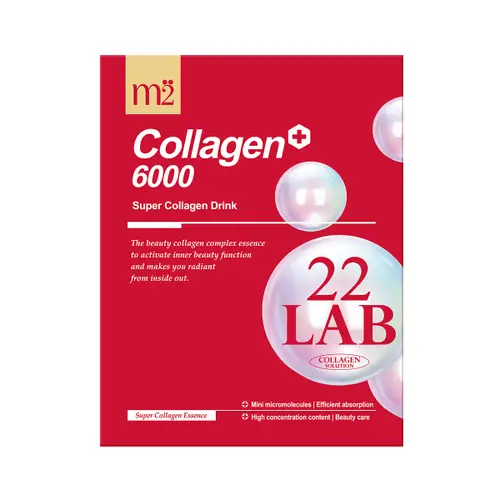 m2
Collagen+
6000
Super Collagen Drink
The beauty collagen complex essence
to activate inner beauty function
and makes you radiant
from inside out.
22
LAB
COLLAGEN
SOLUTION
Super Collagen Essence
Mini micromolecules | Efficient absorption
High concentration content | Beauty care